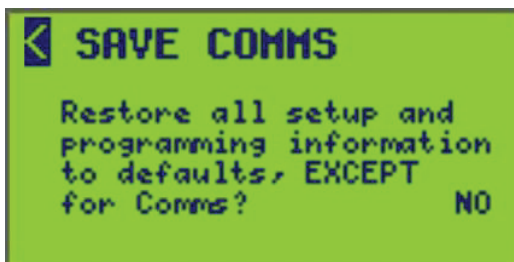 < SAVE COMMS
Restore all setup and
programming information
to defaults, EXCEPT
for Comms? NO